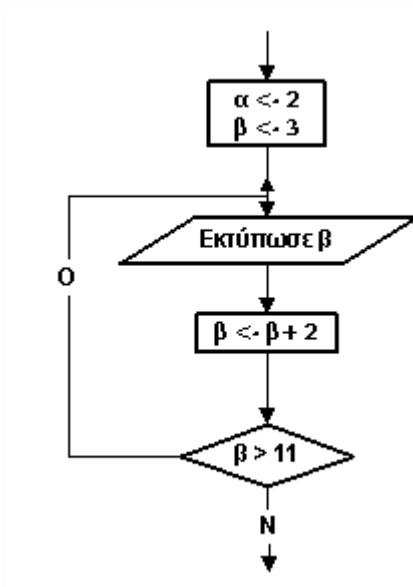 α <- 2
β <- 3
Εκτύπωσε β
Ο
β <- β + 2
β > 11
Ν